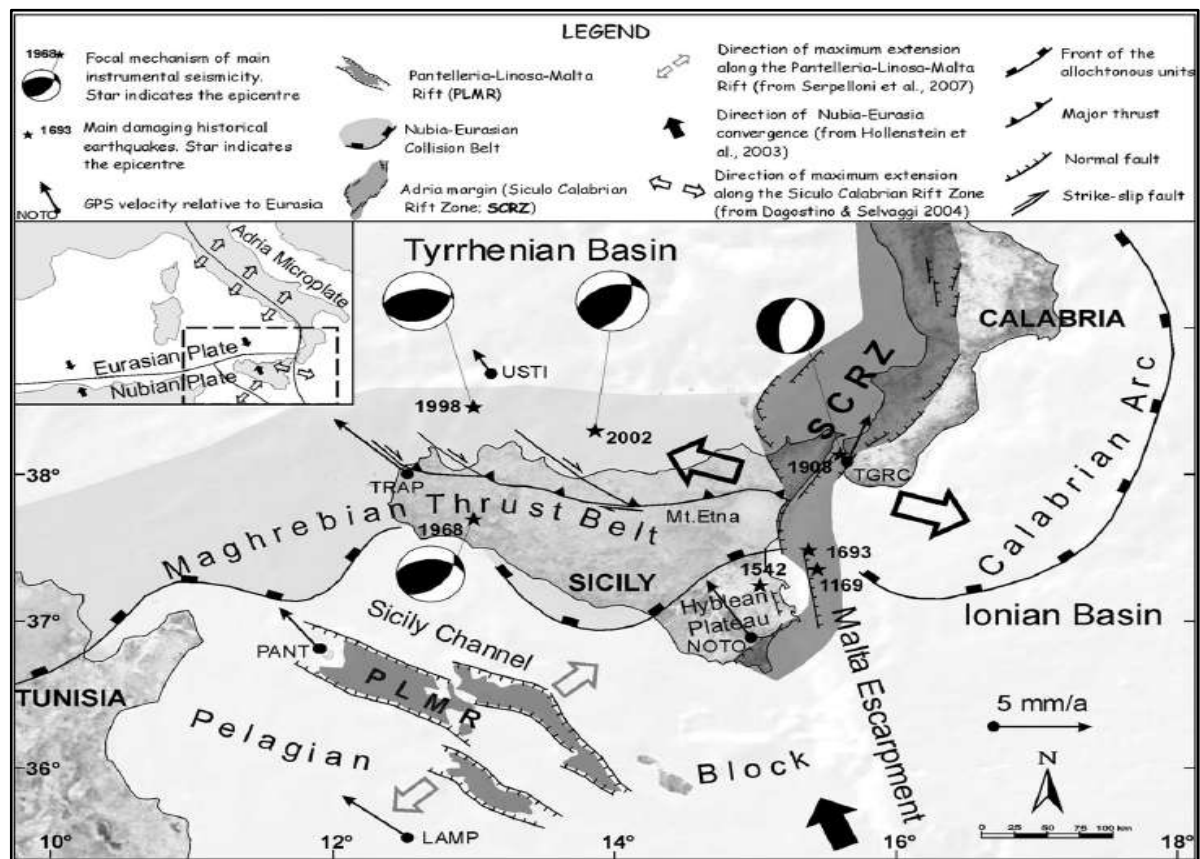 LEGEND
1968
Focal mechanism of main
instrumental seismicity.
Star indicates the epicentre
1693
Main damaging historical
earthquakes. Star indicates
the epicentre
NOTO
GPS velocity relative to Eurasia
Pantelleria-Linosa-Malta
Rift (PLMR)
Nubia-Eurasian
Collision Belt
Adria margin (Siculo Calabrian
Rift Zone; SCRZ)
Direction of maximum extension
along the Pantelleria-Linosa-Malta
Rift (from Serpelloni et al., 2007)
Direction of Nubia-Eurasia
convergence (from Hollenstein et
al., 2003)
Direction of maximum extension
along the Siculo Calabrian Rift Zone
(from Dagostino & Selvaggi 2004)
Front of the
allochtonous units
Major thrust
Normal fault
Strike-slip fault
Adria Microplate
Eurasian Plate
Nubian Plate
Tyrrhenian Basin
CALABRIA
USTI
SCRZ
1998
2002
1908
TGRC
38°
TRAP
Maghrebian Thrust Belt
Mt.Etna
Calabrian Arc
1968
1693
1542
1169
SICILY
Hyblean
Plateau
NOTO
Ionian Basin
37°
Sicily Channel
PANT
TUNISIA
PLMR
Malta Escarpment
5 mm/a
Pelagian
Block
N
36°
LAMP
0 25 50 75 100 km
10°
12°
14°
16°
18°